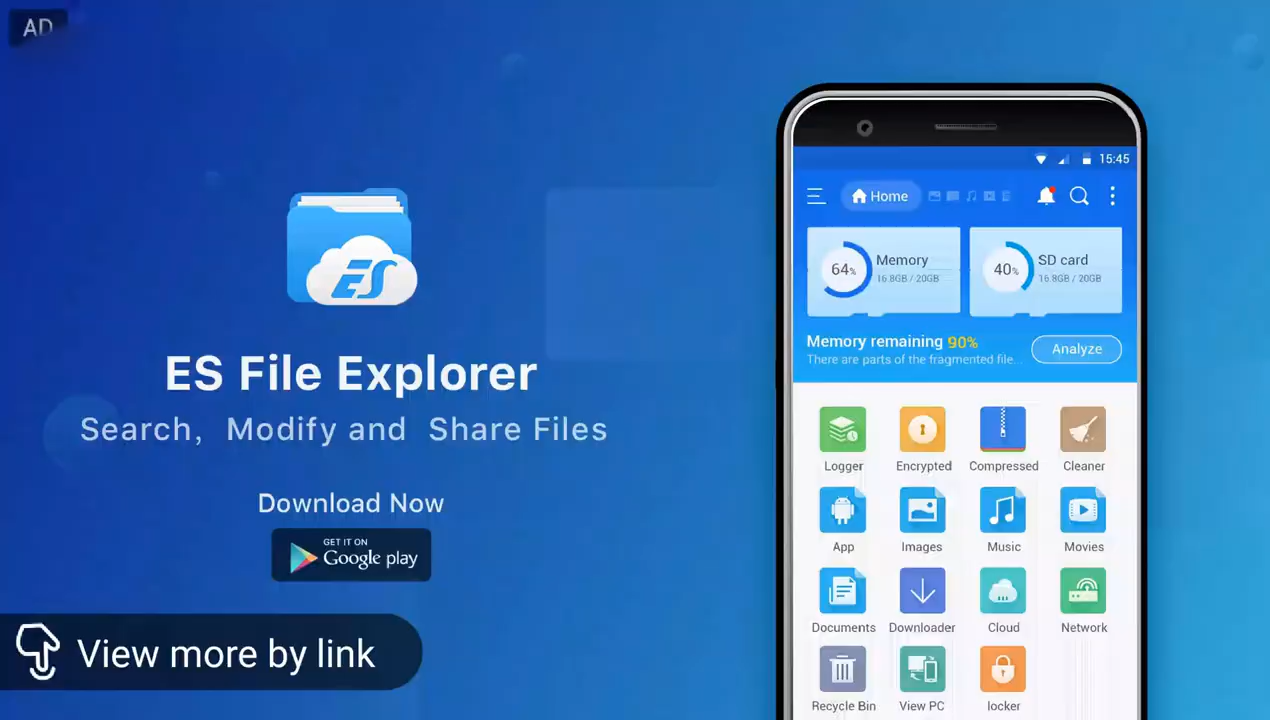 AD
ES
ES File Explorer
Search, Modify and Share Files
Download Now
GET IT ON
Google play
View more by link
15:45
Home
64%
Memory
16.8GB / 20GB
40%
SD card
16.8GB / 20GB
Memory remaining 90%
There are parts of the fragmented file...
Analyze
Logger Encrypted Compressed Cleaner
App Images Music Movies
Documents Downloader Cloud Network
Recycle Bin View PC locker